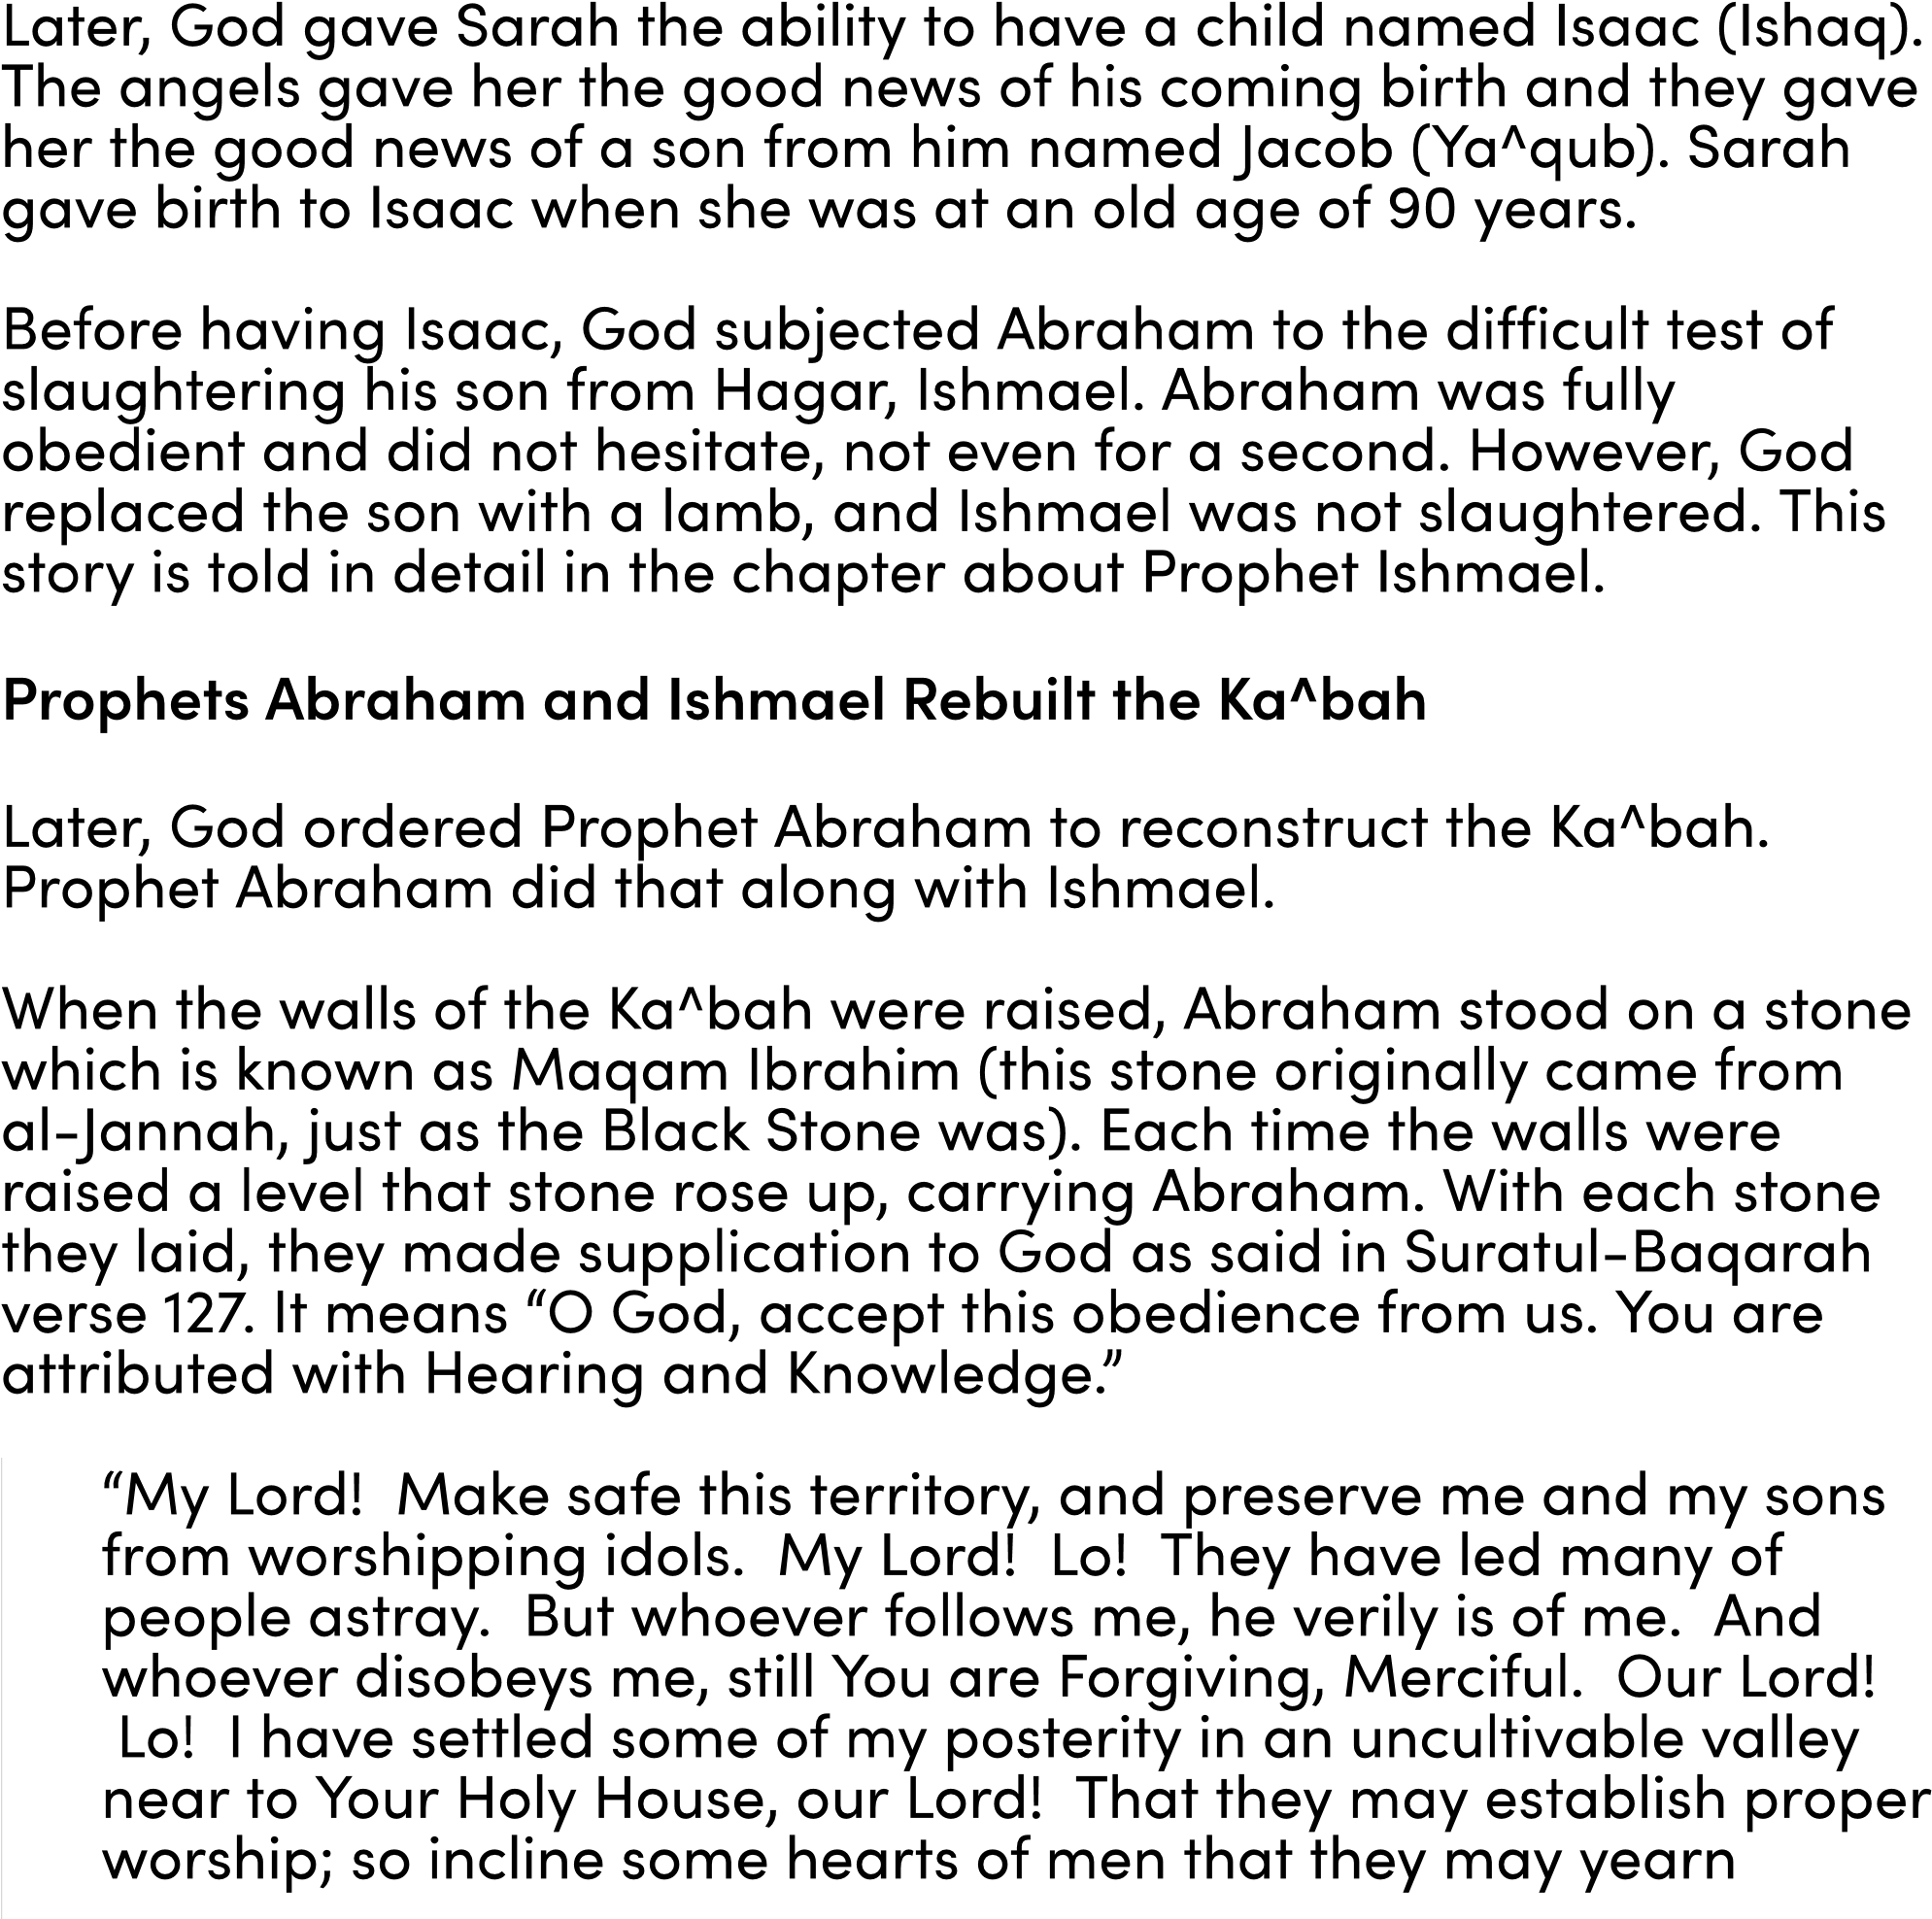 Later, God gave Sarah the ability to have a child named Isaac (Ishaq).
The angels gave her the good news of his coming birth and they gave
her the good news of a son from him named Jacob (Ya^qub). Sarah
gave birth to Isaac when she was at an old age of 90 years.
Before having Isaac, God subjected Abraham to the difficult test of
slaughtering his son from Hagar, Ishmael. Abraham was fully
obedient and did not hesitate, not even for a second. However, God
replaced the son with a lamb, and Ishmael was not slaughtered. This
story is told in detail in the chapter about Prophet Ishmael.
Prophets Abraham and Ishmael Rebuilt the Ka^bah
Later, God ordered Prophet Abraham to reconstruct the Ka^bah.
Prophet Abraham did that along with Ishmael.
When the walls of the Ka^bah were raised, Abraham stood on a stone
which is known as Maqam Ibrahim (this stone originally came from
al-Jannah, just as the Black Stone was). Each time the walls were
raised a level that stone rose up, carrying Abraham. With each stone
they laid, they made supplication to God as said in Suratul-Baqarah
verse 127. It means “O God, accept this obedience from us. You are
attributed with Hearing and Knowledge.”
“My Lord!  Make safe this territory, and preserve me and my sons
from worshipping idols.  My Lord!  Lo!  They have led many of
people astray.  But whoever follows me, he verily is of me.  And
whoever disobeys me, still You are Forgiving, Merciful.  Our Lord!
Lo!  I have settled some of my posterity in an uncultivable valley
near to Your Holy House, our Lord!  That they may establish proper
worship; so incline some hearts of men that they may yearn